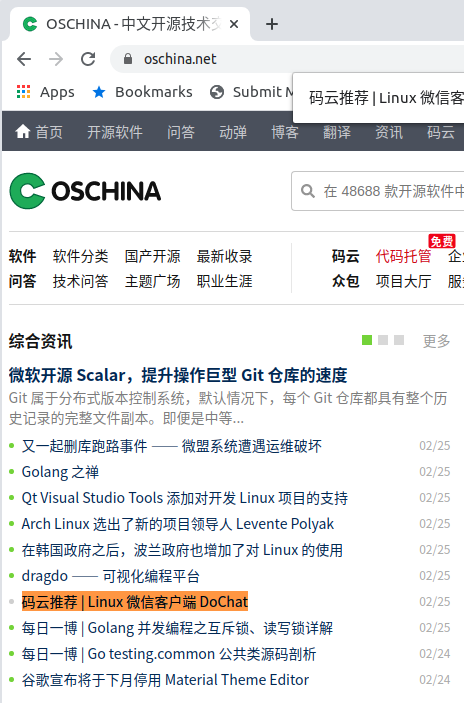 OSCHINA - 中文开源技术交
oschina.net
Apps Bookmarks Submit M
码云推荐 | Linux 微信客
首页 开源软件 问答 动弹 博客 翻译 资讯 码云
OSCHINA
在 48688 款开源软件中
免费
软件 软件分类 国产开源 最新收录 码云 代码托管 企
问答 技术问答 主题广场 职业生涯 众包 项目大厅 服
综合资讯 更多
微软开源 Scalar，提升操作巨型 Git 仓库的速度
Git 属于分布式版本控制系统，默认情况下，每个 Git 仓库都具有整个历
史记录的完整文件副本。即便是中等...
又一起删库跑路事件 —— 微盟系统遭遇运维破坏 02/25
Golang 之禅 02/25
Qt Visual Studio Tools 添加对开发 Linux 项目的支持 02/25
Arch Linux 选出了新的项目领导人 Levente Polyak 02/25
在韩国政府之后，波兰政府也增加了对 Linux 的使用 02/25
dragdo —— 可视化编程平台 02/25
码云推荐 | Linux 微信客户端 DoChat 02/25
每日一博 | Golang 并发编程之互斥锁、读写锁详解 02/25
每日一博 | Go testing.common 公共类源码剖析 02/24
谷歌宣布将于下月停用 Material Theme Editor 02/24